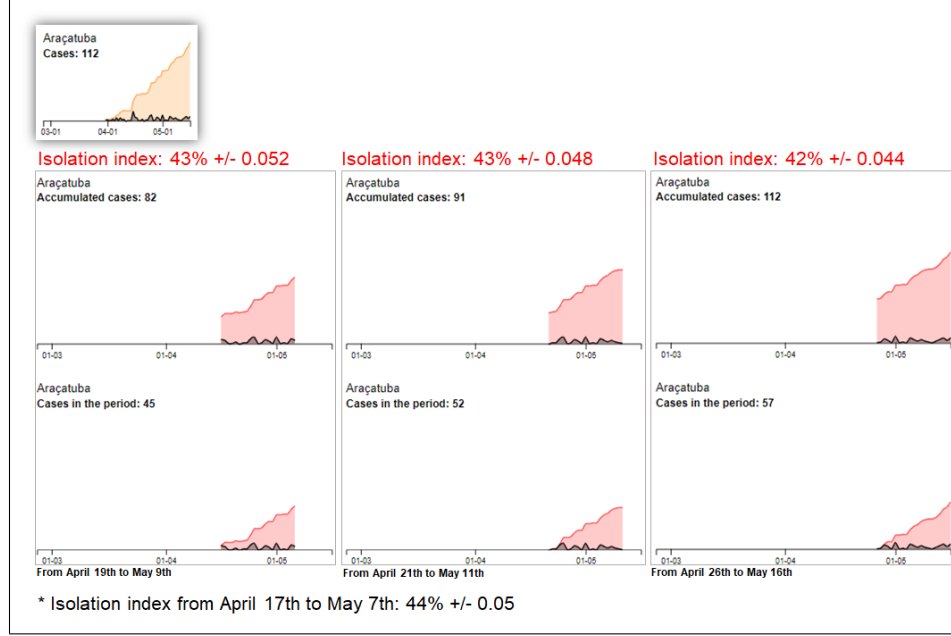 Araçatuba
Cases: 112
03-01 04-01 05-01
Isolation index: 43% +/- 0.052 Isolation index: 43% +/- 0.048 Isolation index: 42% +/- 0.044
Araçatuba Araçatuba Araçatuba
Accumulated cases: 82 Accumulated cases: 91 Accumulated cases: 112
01-03 01-04 01-05 01-03 01-04 01-05 01-03 01-04 01-05
Araçatuba Araçatuba Araçatuba
Cases in the period: 45 Cases in the period: 52 Cases in the period: 57
01-03 01-04 01-05 01-03 01-04 01-05 01-03 01-04 01-05
From April 19th to May 9th From April 21th to May 11th From April 26th to May 16th
* Isolation index from April 17th to May 7th: 44% +/- 0.05